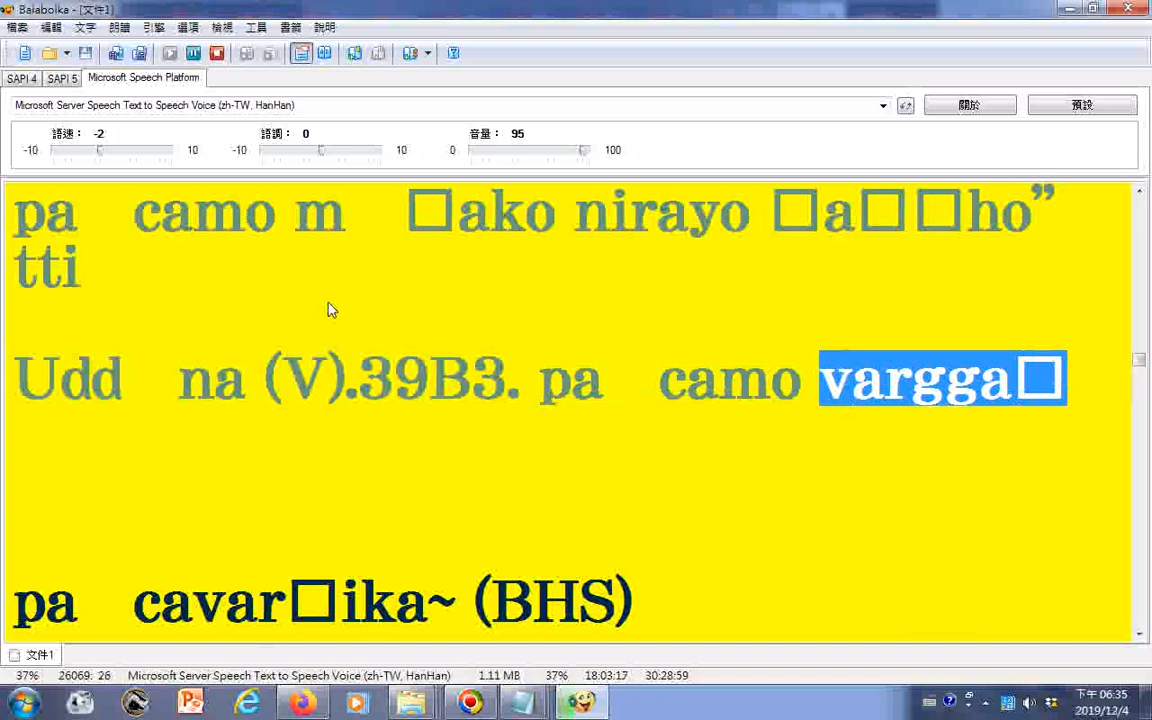 Balabolka - [文件1]
檔案 編輯 文字 朗讀 引擎 選項 檢視 工具 書籤 說明
SAPI 4 SAPI 5 Microsoft Speech Platform
Microsoft Server Speech Text to Speech Voice (zh-TW, HanHan) 關於 預設
語速： -2 語調： 0 音量： 95
-10 10 -10 10 0 100
pa camo m □ako nirayo □a□□ho”
tti
Udd na (V).39B3. pa camo vargga□
pa cavar□ika~ (BHS)
文件1
37% 26069: 26 Microsoft Server Speech Text to Speech Voice (zh-TW, HanHan) 1.11 MB 37% 18:03:17 30:28:59
下午 06:35
2019/12/4